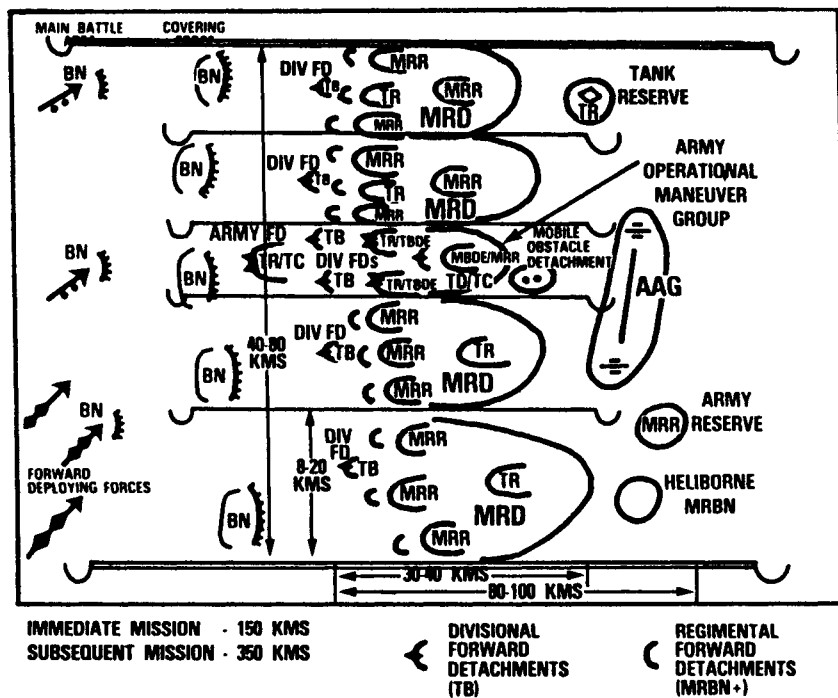 MAIN BATTLE
COVERING
BN
BN
DIV FD
TB
MRR
TR
MRR
MRR
MRD
TANK
RESERVE
TR
BN
DIV FD
TB
MRR
TR
MRR
MRR
MRD
ARMY
OPERATIONAL
MANEUVER
GROUP
ARMY FD
BN
BN
TR/TC
DIV FDs
TB
TB
TR/TBDE
TR/TBDE
MBDE/MRR
TD/TC
MOBILE
OBSTACLE
DETACHMENT
AAG
40-80
KMS
BN
DIV FD
TB
MRR
MRR
MRR
TR
MRD
ARMY
RESERVE
MRR
BN
FORWARD
DEPLOYING FORCES
BN
8-20
KMS
DIV
FD
TB
MRR
MRR
MRR
TR
MRD
HELIBORNE
MRBN
30-40 KMS
80-100 KMS
IMMEDIATE MISSION - 150 KMS
SUBSEQUENT MISSION - 350 KMS
DIVISIONAL
FORWARD
DETACHMENTS
(TB)
REGIMENTAL
FORWARD
DETACHMENTS
(MRBN+)